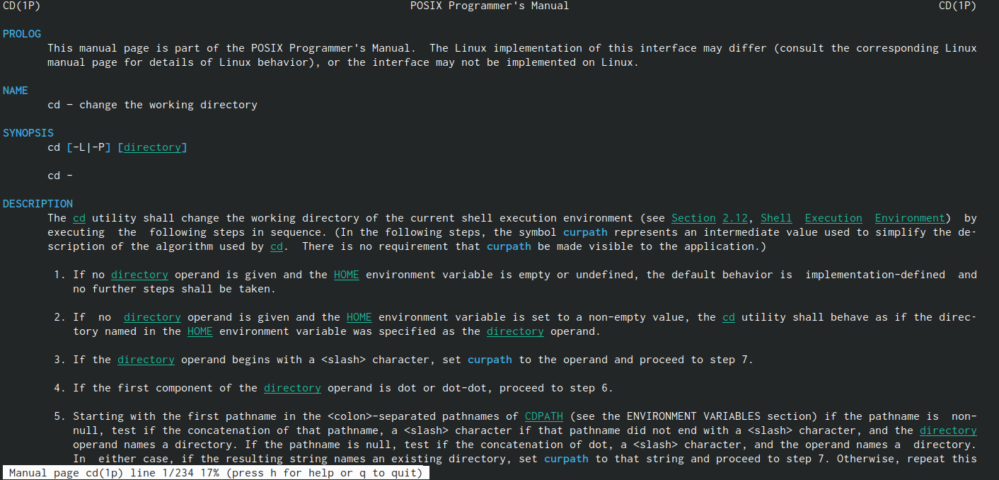 CD(1P) POSIX Programmer's Manual CD(1P)
PROLOG
This manual page is part of the POSIX Programmer's Manual.  The Linux implementation of this interface may differ (consult the corresponding Linux
manual page for details of Linux behavior), or the interface may not be implemented on Linux.
NAME
cd — change the working directory
SYNOPSIS
cd [-L|-P] [directory]
cd -
DESCRIPTION
The cd utility shall change the working directory of the current shell execution environment (see Section 2.12, Shell  Execution  Environment)  by
executing  the  following steps in sequence. (In the following steps, the symbol curpath represents an intermediate value used to simplify the de-
scription of the algorithm used by cd.  There is no requirement that curpath be made visible to the application.)
1. If no directory operand is given and the HOME environment variable is empty or undefined, the default behavior is  implementation-defined  and
no further steps shall be taken.
2. If  no  directory operand is given and the HOME environment variable is set to a non-empty value, the cd utility shall behave as if the direc-
tory named in the HOME environment variable was specified as the directory operand.
3. If the directory operand begins with a <slash> character, set curpath to the operand and proceed to step 7.
4. If the first component of the directory operand is dot or dot-dot, proceed to step 6.
5. Starting with the first pathname in the <colon>-separated pathnames of CDPATH (see the ENVIRONMENT VARIABLES section) if the pathname is  non-
null, test if the concatenation of that pathname, a <slash> character if that pathname did not end with a <slash> character, and the directory
operand names a directory. If the pathname is null, test if the concatenation of dot, a <slash> character, and the operand names a  directory.
In  either case, if the resulting string names an existing directory, set curpath to that string and proceed to step 7. Otherwise, repeat this
Manual page cd(1p) line 1/234 17% (press h for help or q to quit)